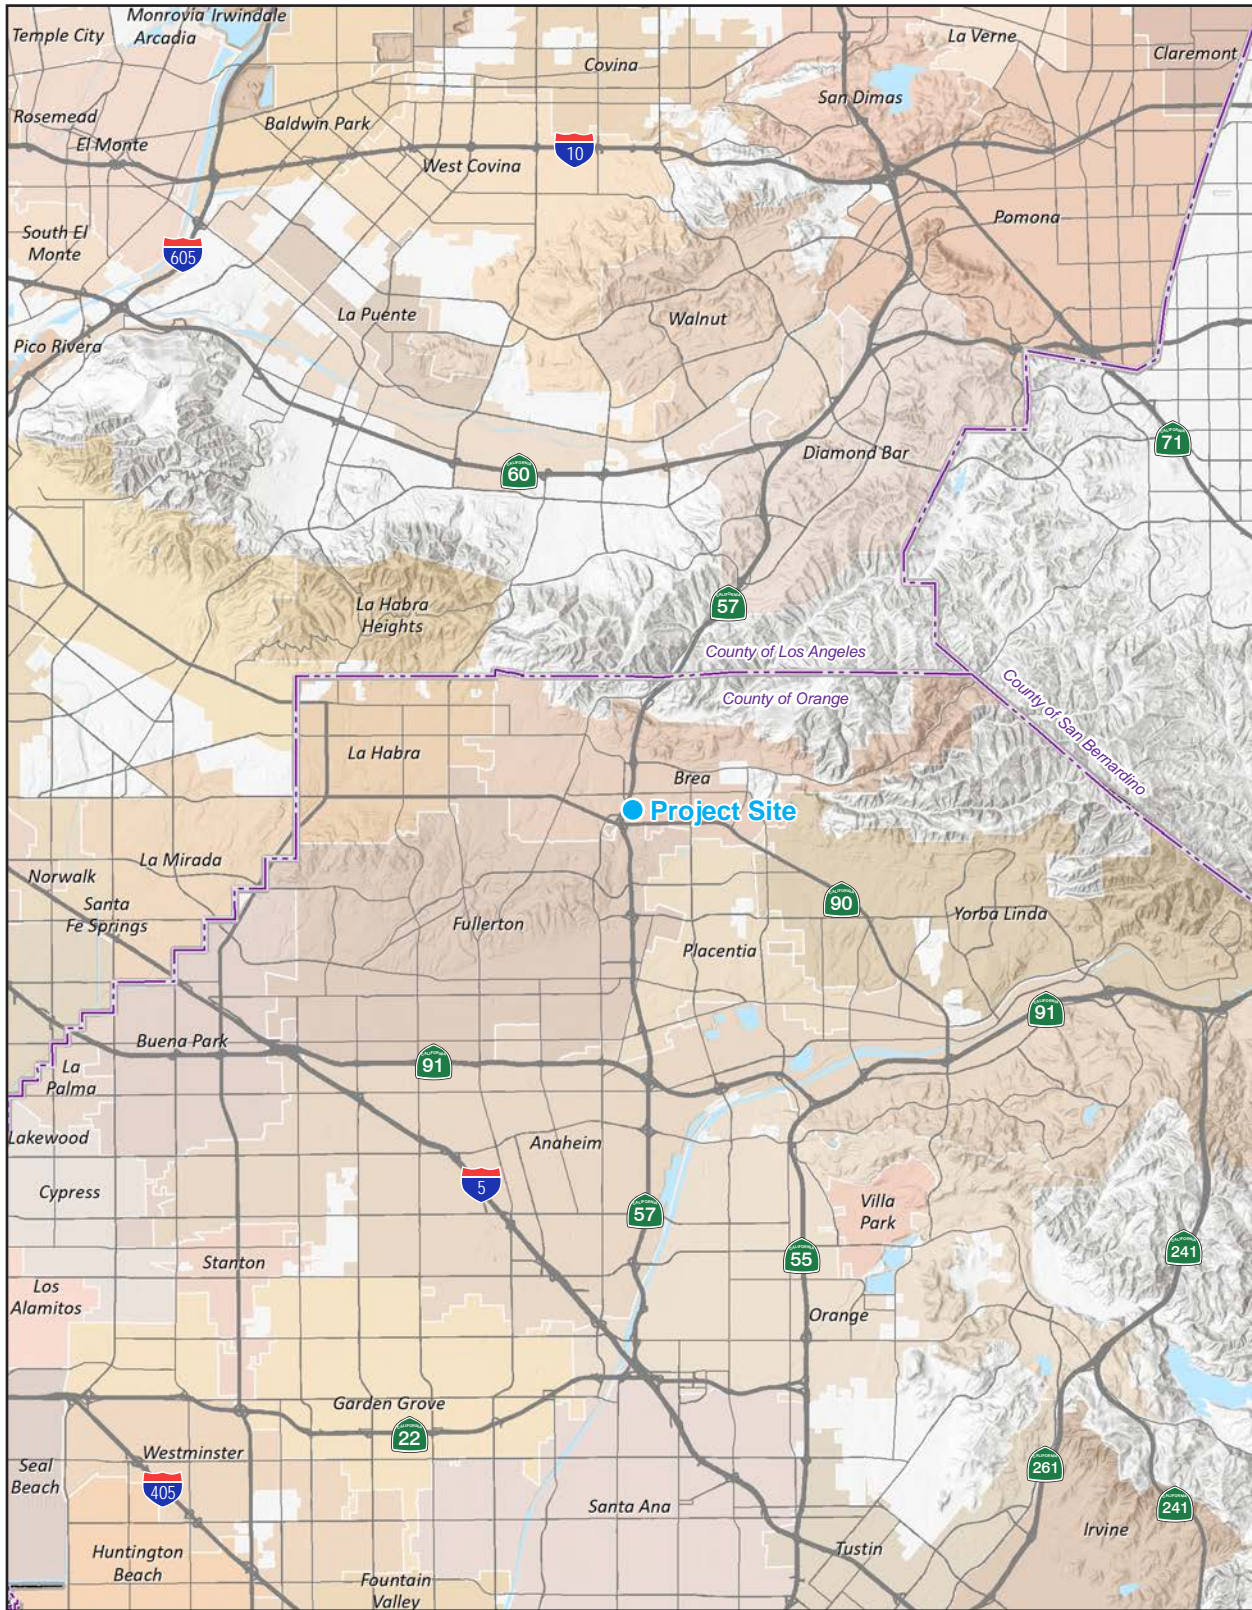 Monrovia
Irwindale
Temple City
Arcadia
La Verne
Claremont
Covina
San Dimas
Rosemead
Baldwin Park
El Monte
10
West Covina
Pomona
South El
Monte
605
La Puente
Walnut
Pico Rivera
71
Diamond Bar
CALIFORNIA
60
La Habra
Heights
57
County of Los Angeles
County of Orange
County of San Bernardino
La Habra
Brea
Project Site
La Mirada
Norwalk
Santa
Fe Springs
90
Yorba Linda
Fullerton
Placentia
91
Buena Park
91
La
Palma
Lakewood
Anaheim
Cypress
5
Villa
Park
57
Stanton
55
241
Los
Alamitos
Orange
Garden Grove
22
Westminster
Seal
Beach
405
261
Santa Ana
241
Irvine
Huntington
Beach
Tustin
Fountain
Valley